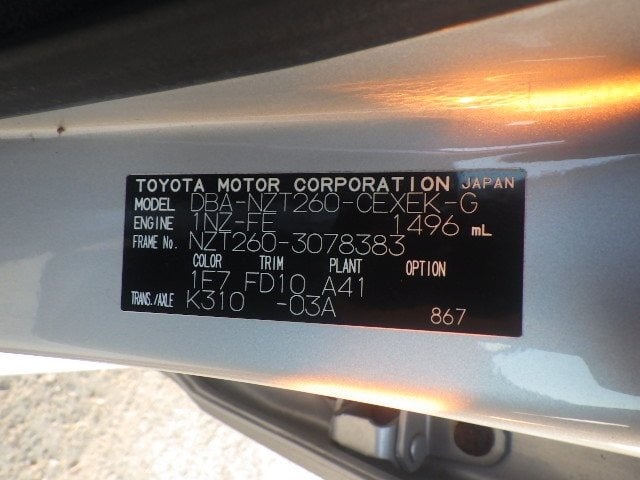 TOYOTA MOTOR CORPORATION JAPAN
MODEL DBA-NZT260-CEXEK-G
ENGINE 1NZ-FE 1496 mL
FRAME No. NZT260-3078383
COLOR TRIM PLANT OPTION
1E7 FD10 A41
TRANS./AXLE K310 -03A
867